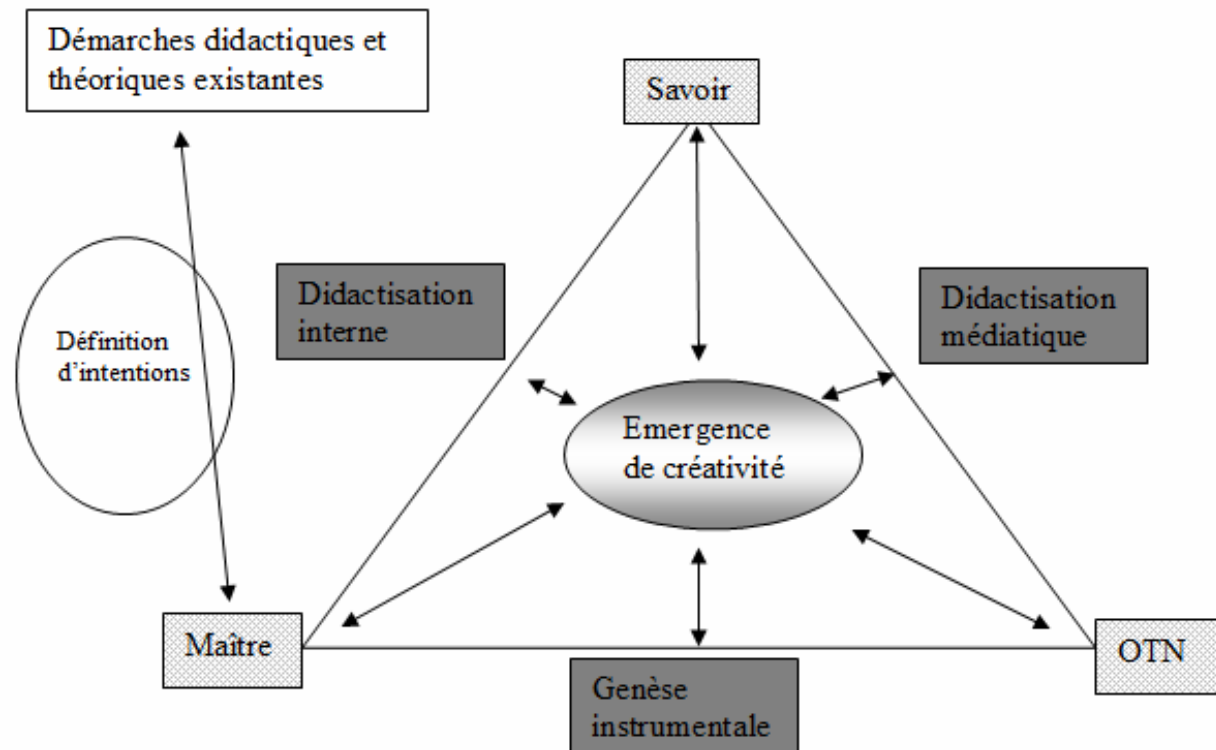 Démarches didactiques et
théoriques existantes
Savoir
Didactisation
interne
Didactisation
médiatique
Définition
d'intentions
Emergence
de créativité
Maître
OTN
Genèse
instrumentale